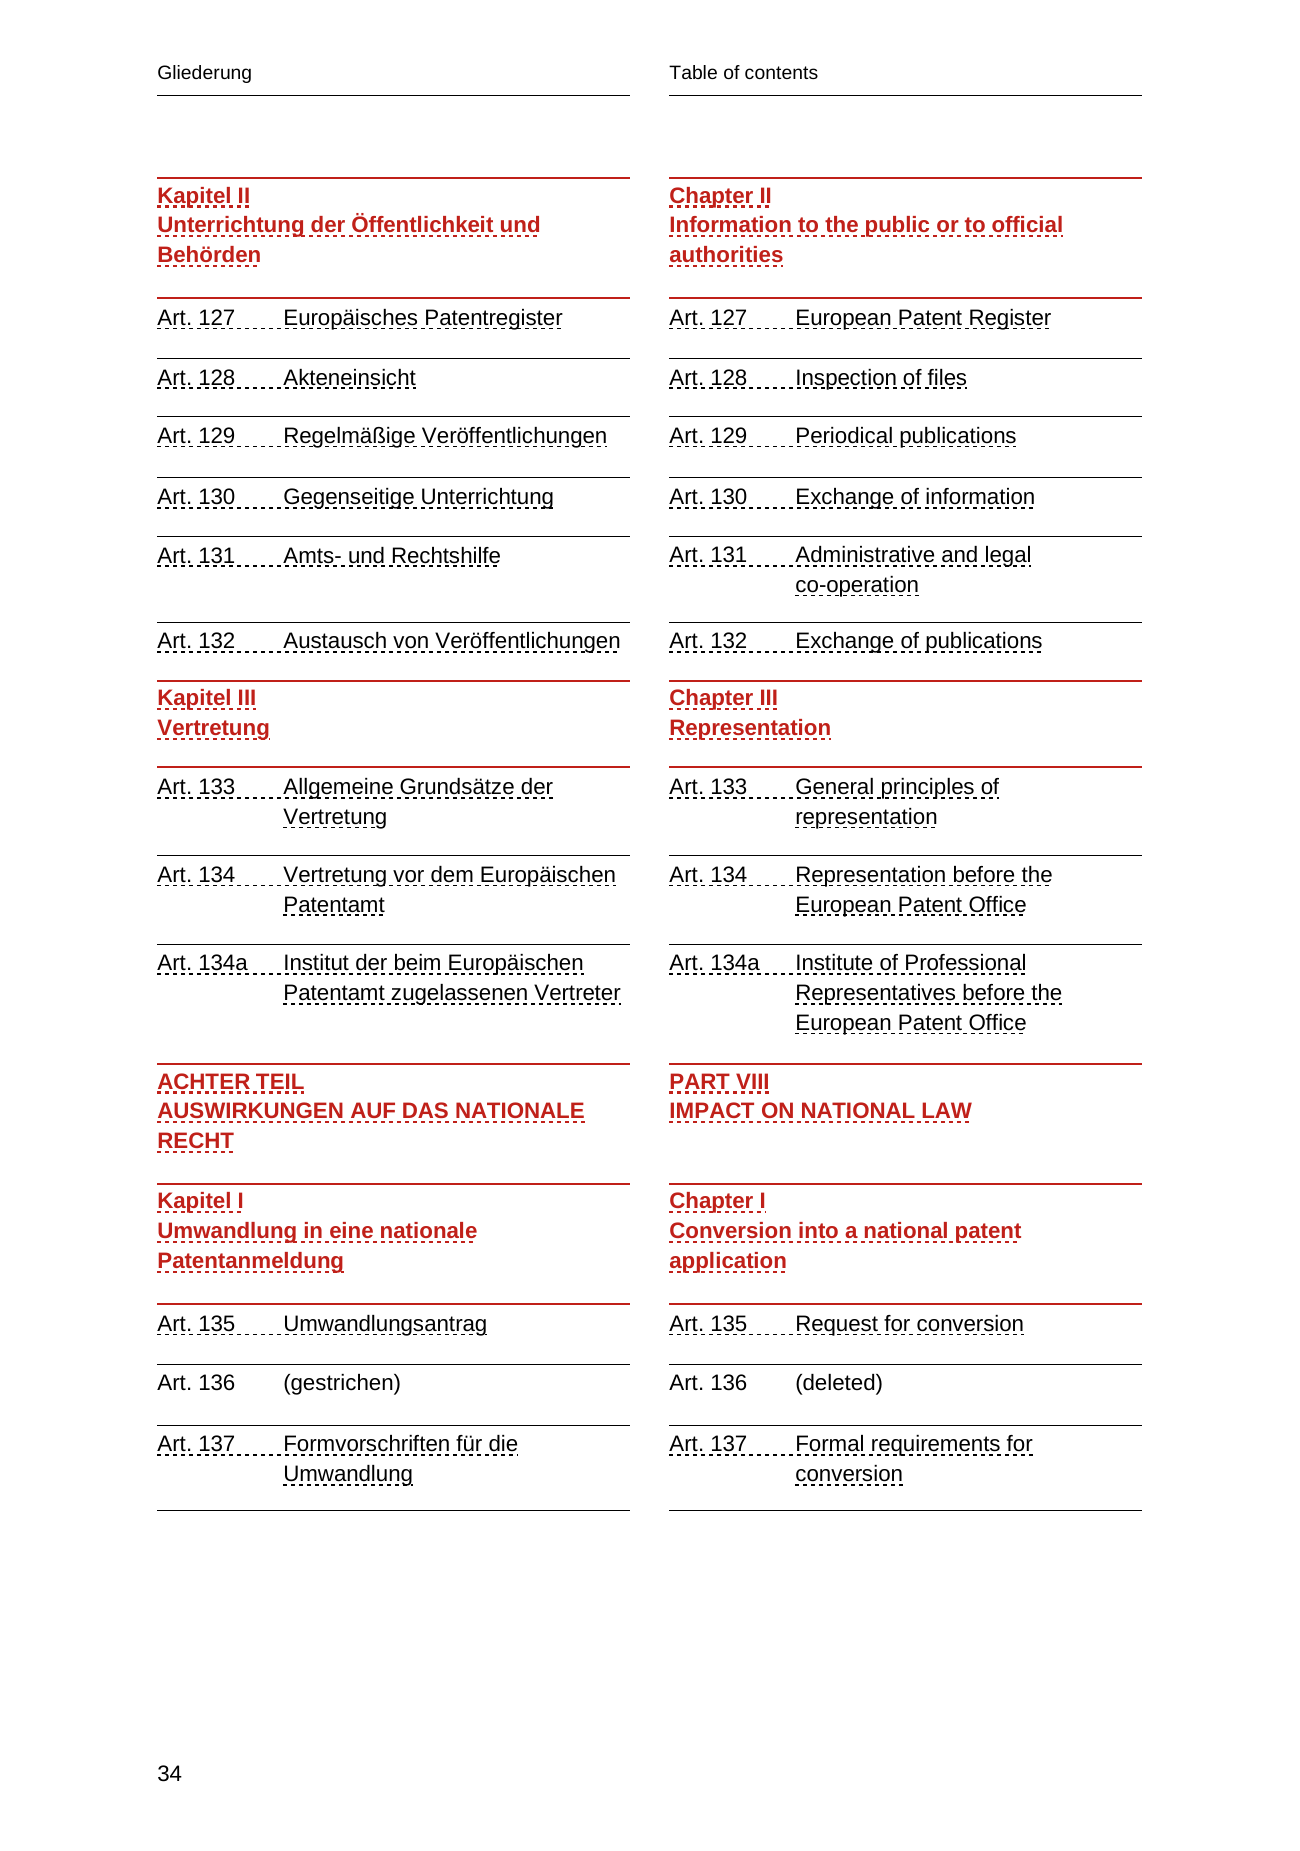 Gliederung
Kapitel II
Unterrichtung der Öffentlichkeit und
Behörden
Art. 127 Europäisches Patentregister
Art. 128 Akteneinsicht
Art. 129 Regelmäßige Veröffentlichungen
Art. 130 Gegenseitige Unterrichtung
Art. 131 Amts- und Rechtshilfe
Art. 132 Austausch von Veröffentlichungen
Kapitel III
Vertretung
Art. 133 Allgemeine Grundsätze der
Vertretung
Art. 134 Vertretung vor dem Europäischen
Patentamt
Art. 134a Institut der beim Europäischen
Patentamt zugelassenen Vertreter
ACHTER TEIL
AUSWIRKUNGEN AUF DAS NATIONALE
RECHT
Kapitel I
Umwandlung in eine nationale
Patentanmeldung
Art. 135 Umwandlungsantrag
Art. 136 (gestrichen)
Art. 137 Formvorschriften für die
Umwandlung
Table of contents
Chapter II
Information to the public or to official
authorities
Art. 127 European Patent Register
Art. 128 Inspection of files
Art. 129 Periodical publications
Art. 130 Exchange of information
Art. 131 Administrative and legal
co-operation
Art. 132 Exchange of publications
Chapter III
Representation
Art. 133 General principles of
representation
Art. 134 Representation before the
European Patent Office
Art. 134a Institute of Professional
Representatives before the
European Patent Office
PART VIII
IMPACT ON NATIONAL LAW
Chapter I
Conversion into a national patent
application
Art. 135 Request for conversion
Art. 136 (deleted)
Art. 137 Formal requirements for
conversion
34